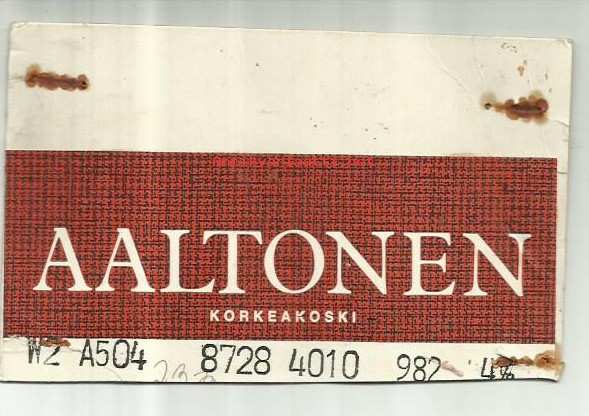 AALTONEN
KORKEAKOSKI
W2 A504 8728 4010 982